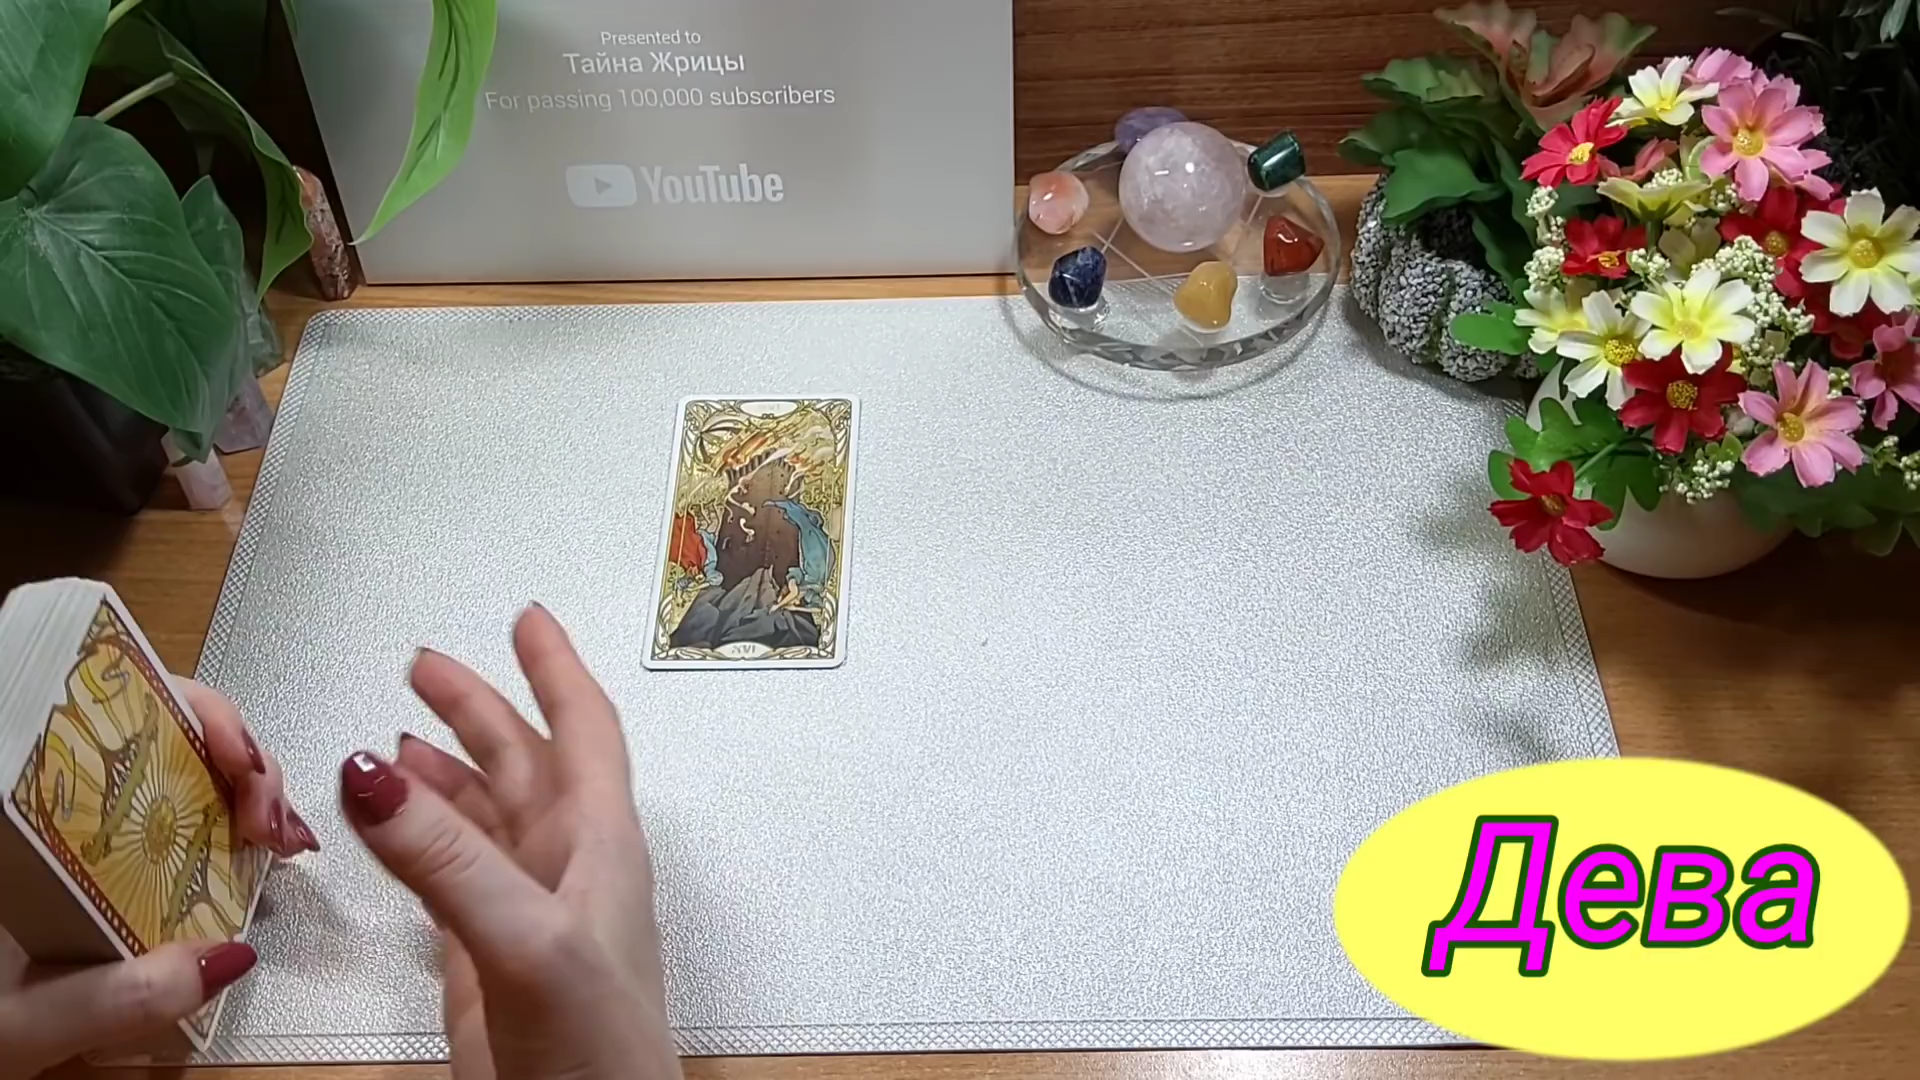 Presented to
Тайна Жрицы
For passing 100,000 subscribers
YouTube
XVI
Дева